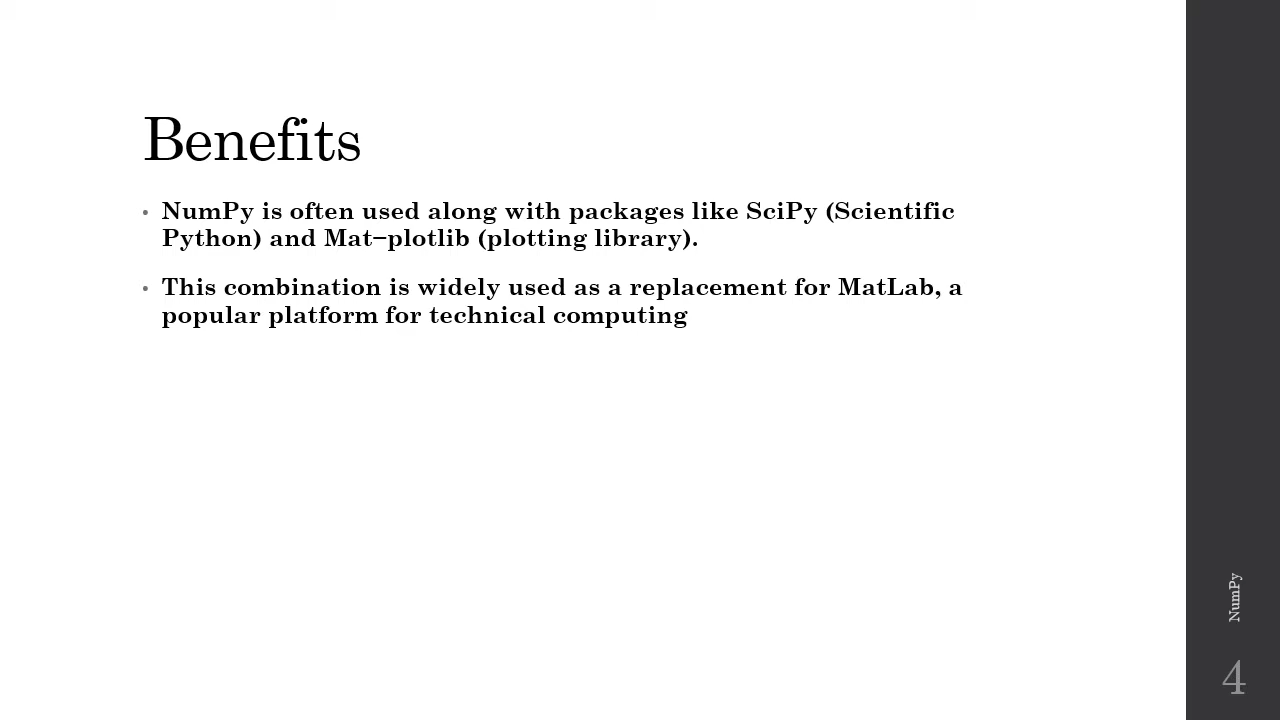 Benefits
• NumPy is often used along with packages like SciPy (Scientific
Python) and Mat−plotlib (plotting library).
• This combination is widely used as a replacement for MatLab, a
popular platform for technical computing
NumPy
4